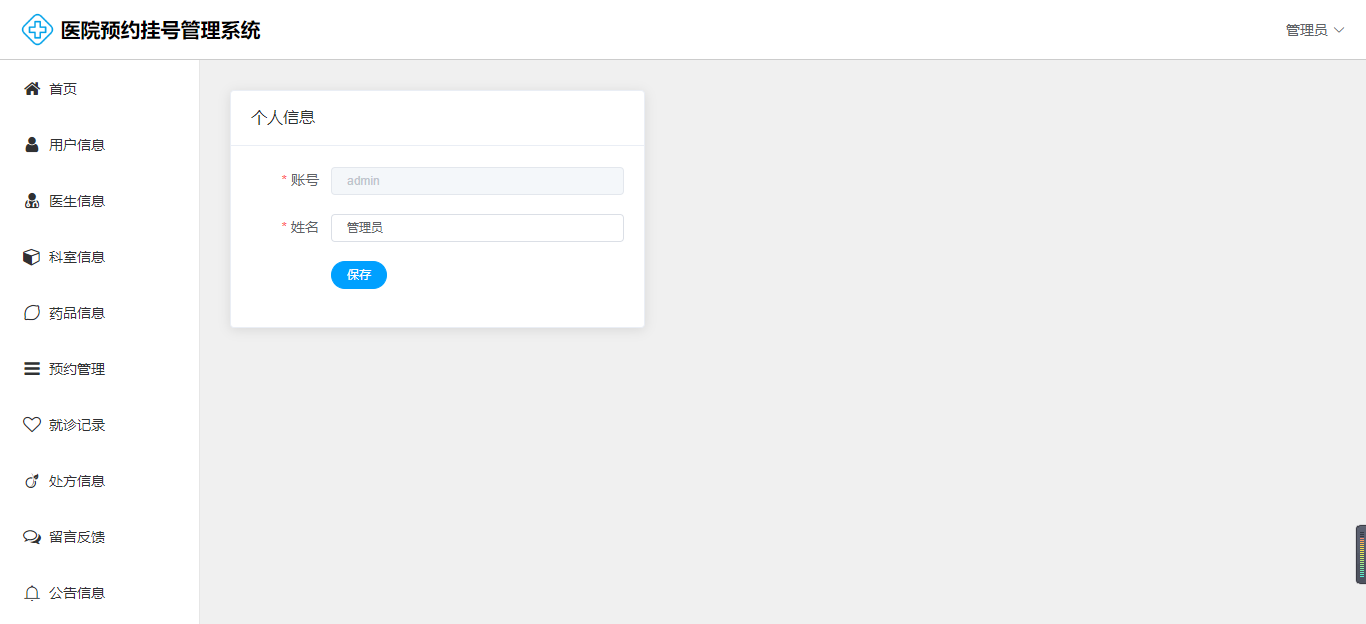 医院预约挂号管理系统
管理员
首页
用户信息
医生信息
科室信息
药品信息
预约管理
就诊记录
处方信息
留言反馈
公告信息
个人信息
* 账号 admin
* 姓名 管理员
保存